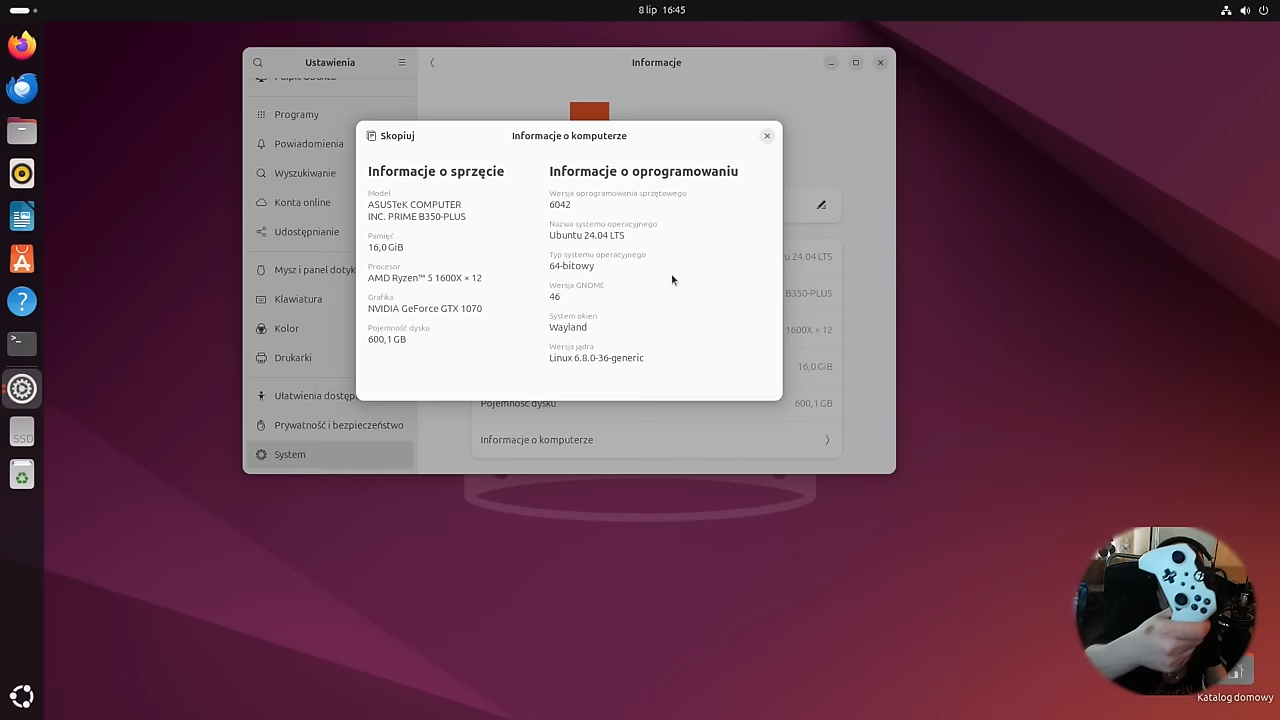 8 lip 16:45
Ustawienia
Informacje
Programy
Powiadomienia
Wyszukiwanie
Konta online
Udostępnianie
Mysz i panel dotyk
Klawiatura
Kolor
Drukarki
Ułatwienia dostęp
Prywatność i bezpieczeństwo
System
Skopiuj
Informacje o komputerze
Informacje o sprzęcie
Model
ASUSTeK COMPUTER
INC. PRIME B350-PLUS
Pamięć
16,0 GiB
Procesor
AMD Ryzen™ 5 1600X × 12
Grafika
NVIDIA GeForce GTX 1070
Pojemność dysku
600,1 GB
Informacje o oprogramowaniu
Wersja oprogramowania sprzętowego
6042
Nazwa systemu operacyjnego
Ubuntu 24.04 LTS
Typ systemu operacyjnego
64-bitowy
Wersja GNOME
46
System okien
Wayland
Wersja jądra
Linux 6.8.0-36-generic
u 24.04 LTS
B350-PLUS
1600X × 12
16,0 GiB
Pojemność dysku
600,1 GB
Informacje o komputerze
SSD
Katalog domowy